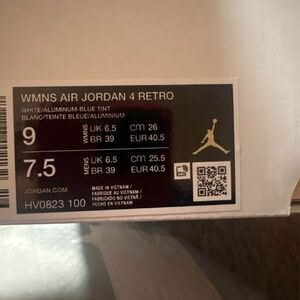 WMNS AIR JORDAN 4 RETRO
WHITE/ALUMINUM-BLUE TINT
BLANC/TEINTE BLEUE/ALUMINIUM
9 WMNS UK 6.5 cm 26
BR 39 EUR 40.5
7.5 MENS UK 6.5 cm 25.5
BR 39 EUR 40.5
JORDAN.COM
MADE IN VIETNAM /
FABRIQUÉ AU VIETNAM /
FABRICADO NO VIETNÃ /
HECHO EN VIETNAM
HV0823 100